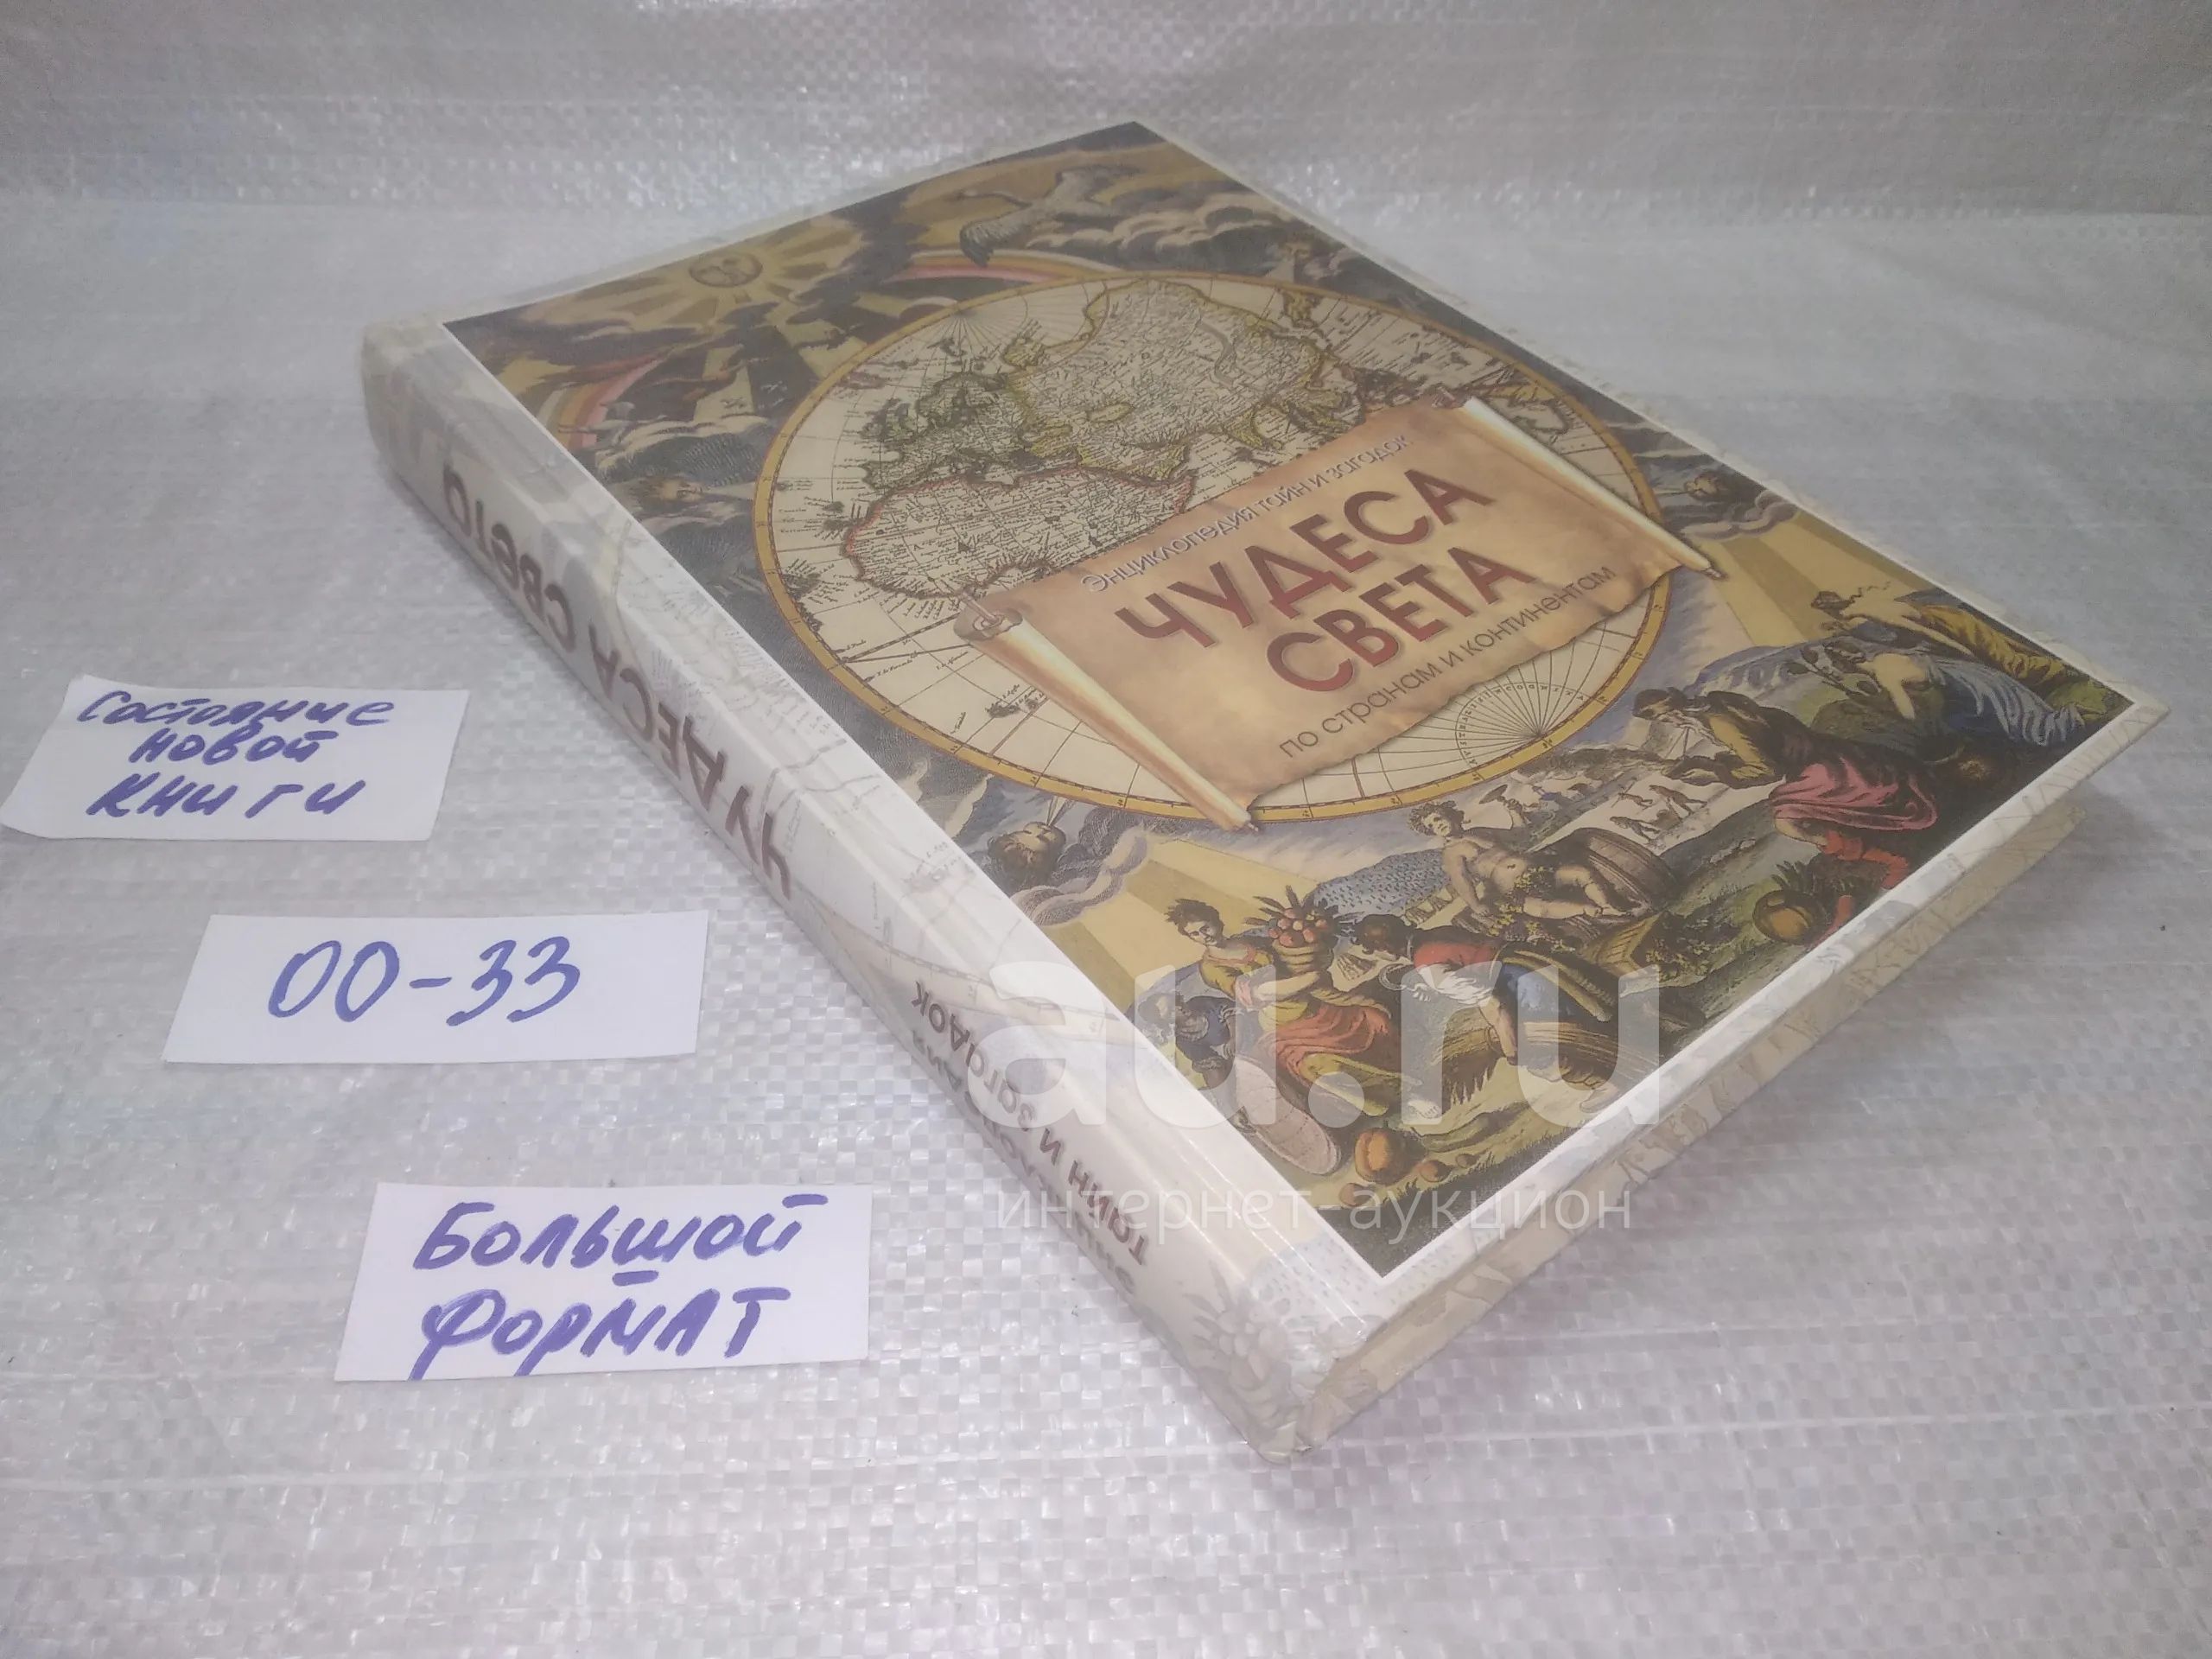 Энциклопедия тайн и загадок
ЧУДЕСА
СВЕТА
по странам и континентам
ЧУДЕСА СВЕТА
тайн и загадок
Состояние
новой
книги
00-33
Большой
формат
au.ru
интернет аукцион